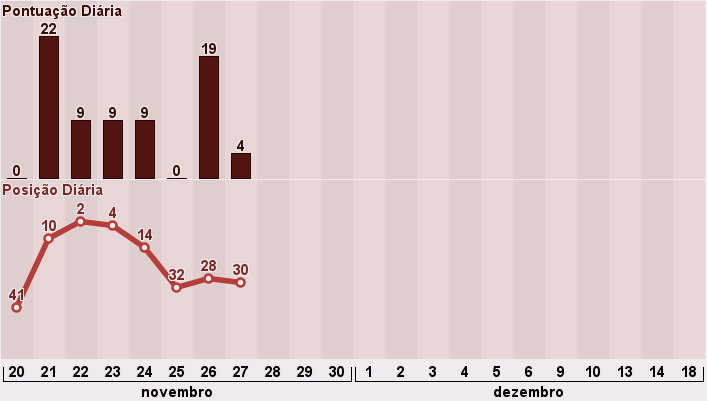 Pontuação Diária
0 22 9 9 9 0 19 4
Posição Diária
41 10 2 4 14 32 28 30
20 21 22 23 24 25 26 27 28 29 30 1 2 3 4 5 6 9 10 13 14 18
novembro dezembro